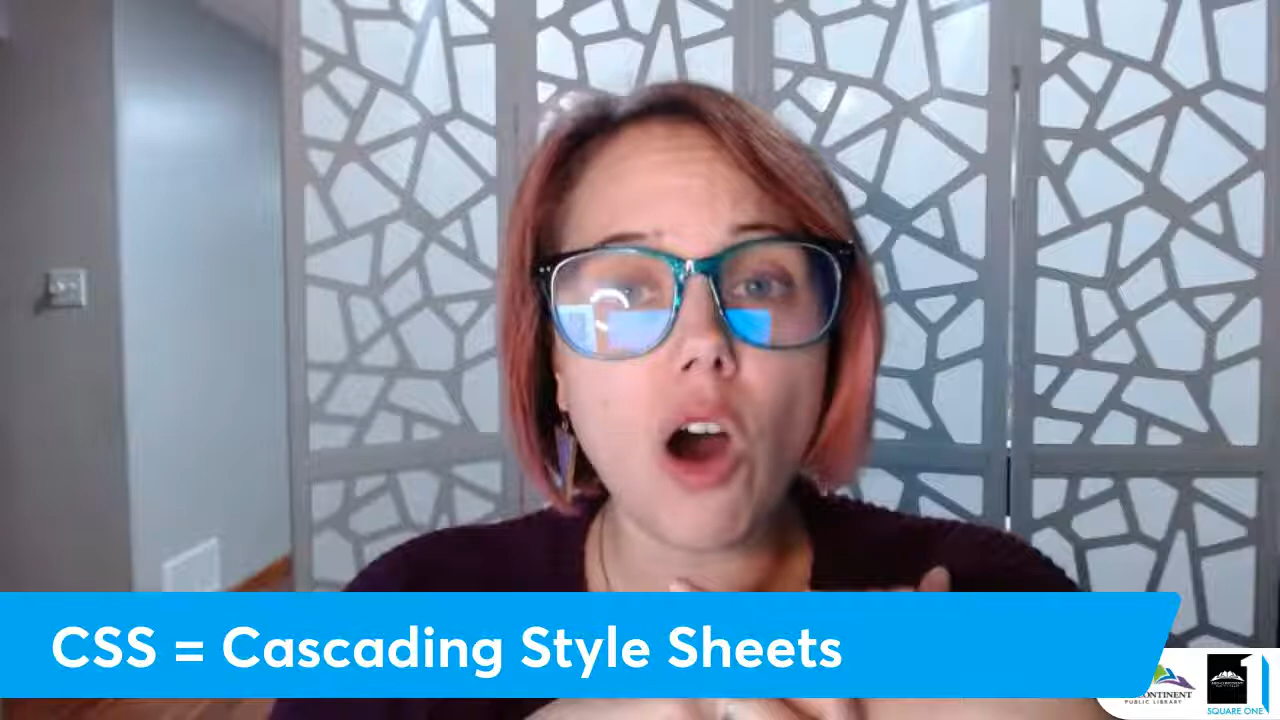 CSS = Cascading Style Sheets
CONTINENT
PUBLIC LIBRARY
SQUARE ONE